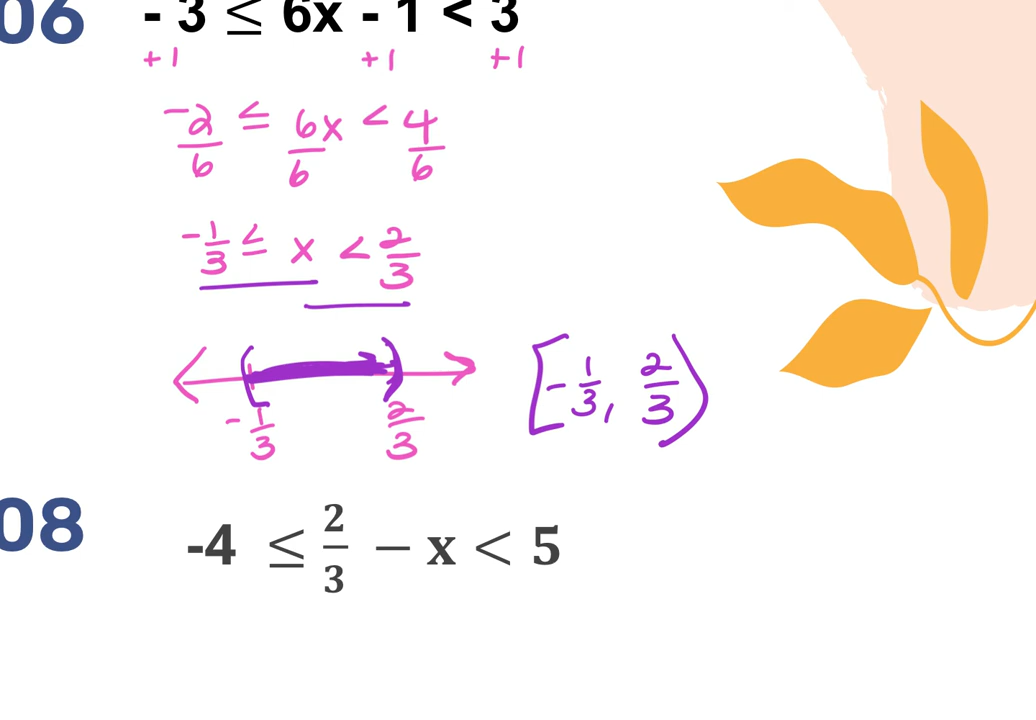 06 - 3 ≤ 6x - 1 < 3
+1 +1 +1
-2/6 ≤ 6x/6 < 4/6
-1/3 ≤ x < 2/3
-1/3 2/3 [-1/3, 2/3)
08 -4 ≤ 2/3 − x < 5